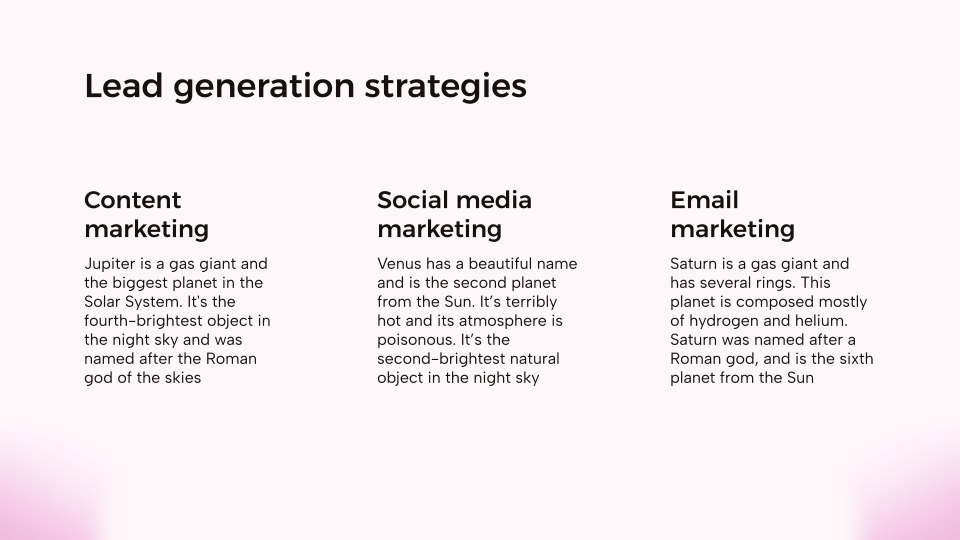 Lead generation strategies
Content
marketing
Jupiter is a gas giant and
the biggest planet in the
Solar System. It's the
fourth-brightest object in
the night sky and was
named after the Roman
god of the skies
Social media
marketing
Venus has a beautiful name
and is the second planet
from the Sun. It’s terribly
hot and its atmosphere is
poisonous. It’s the
second-brightest natural
object in the night sky
Email
marketing
Saturn is a gas giant and
has several rings. This
planet is composed mostly
of hydrogen and helium.
Saturn was named after a
Roman god, and is the sixth
planet from the Sun